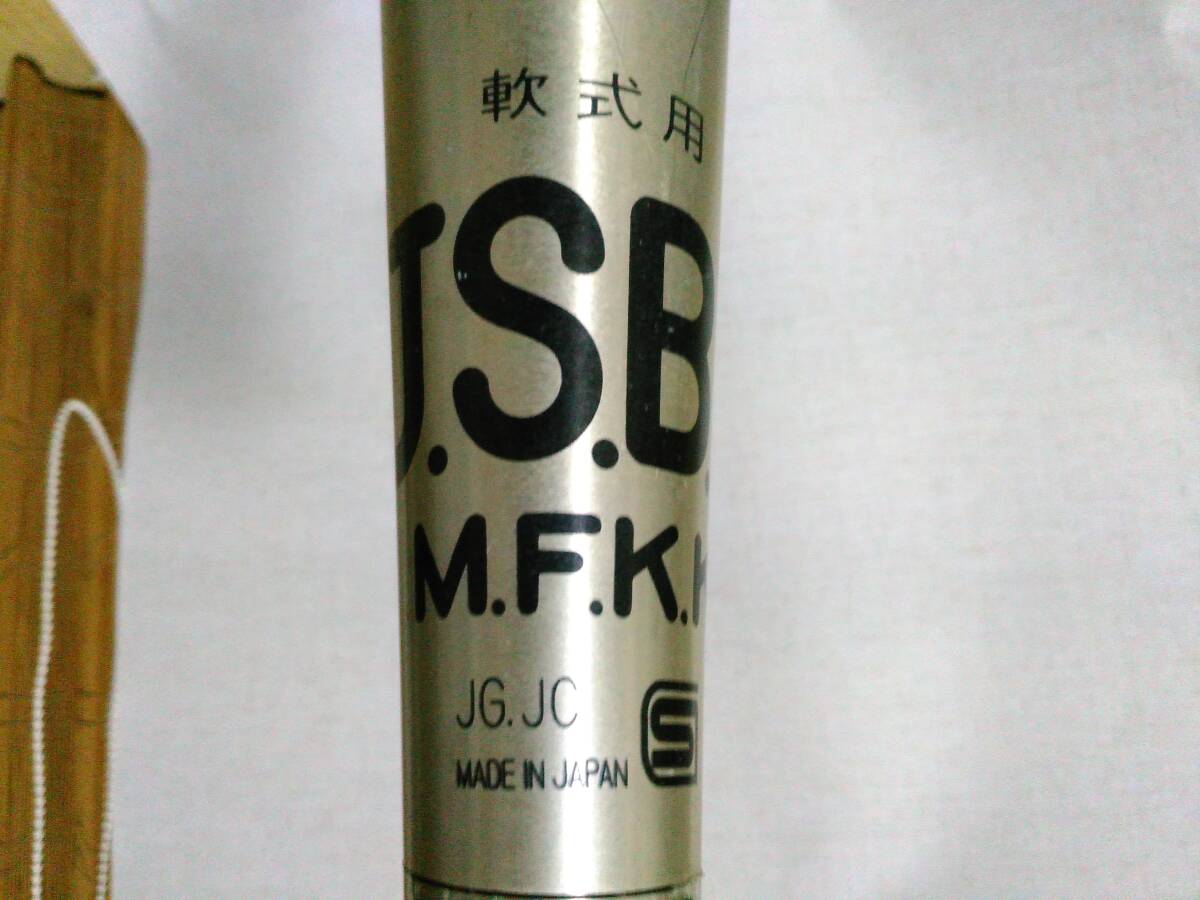 軟式用
J.S.B.
M.F.K.
JG.JC
MADE IN JAPAN
S